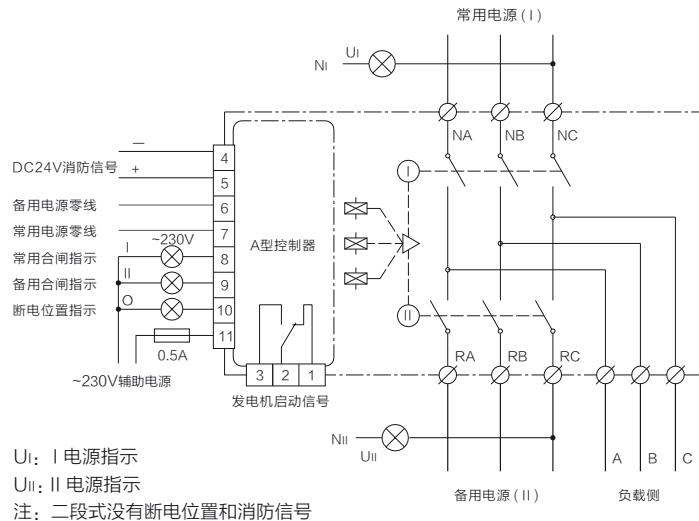 常用电源(Ⅰ)
NI UI
NA NB NC
— 4
DC24V消防信号 + 5
备用电源零线 6
常用电源零线 7
~230V
常用合闸指示 I 8
备用合闸指示 II 9
断电位置指示 O 10
11
0.5A
~230V辅助电源
A型控制器
I
II
3 2 1
发电机启动信号
RA RB RC
NII UII
A B C
备用电源(Ⅱ) 负载侧
UI：Ⅰ电源指示
UII：Ⅱ电源指示
注：二段式没有断电位置和消防信号